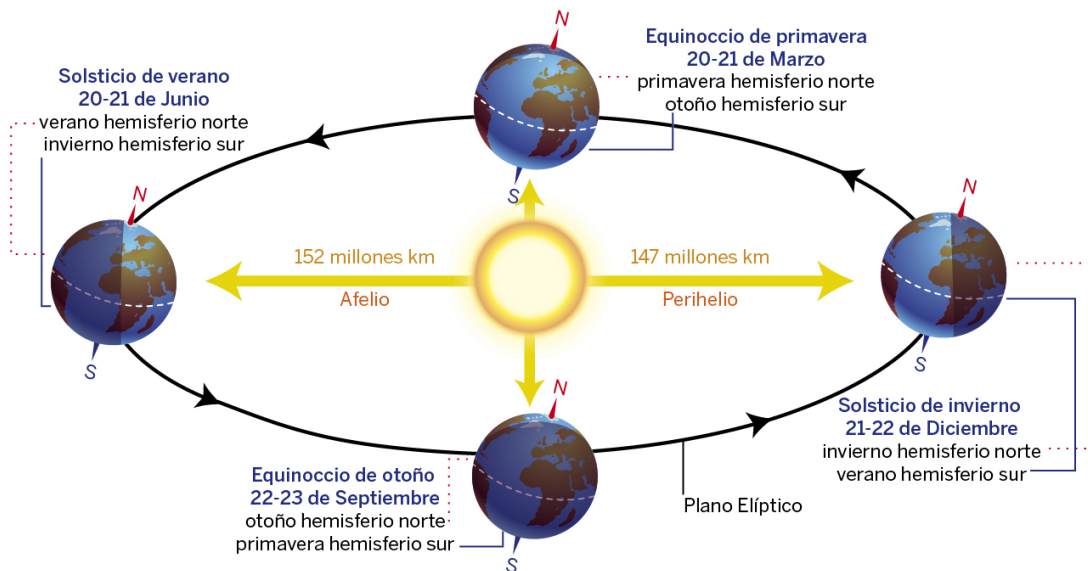 N
Equinoccio de primavera
20-21 de Marzo
primavera hemisferio norte
otoño hemisferio sur
S
Solsticio de verano
20-21 de Junio
verano hemisferio norte
invierno hemisferio sur
N
S
152 millones km
Afelio
147 millones km
Perihelio
N
S
Solsticio de invierno
21-22 de Diciembre
invierno hemisferio norte
verano hemisferio sur
N
Equinoccio de otoño
22-23 de Septiembre
otoño hemisferio norte
primavera hemisferio sur
S
Plano Elíptico